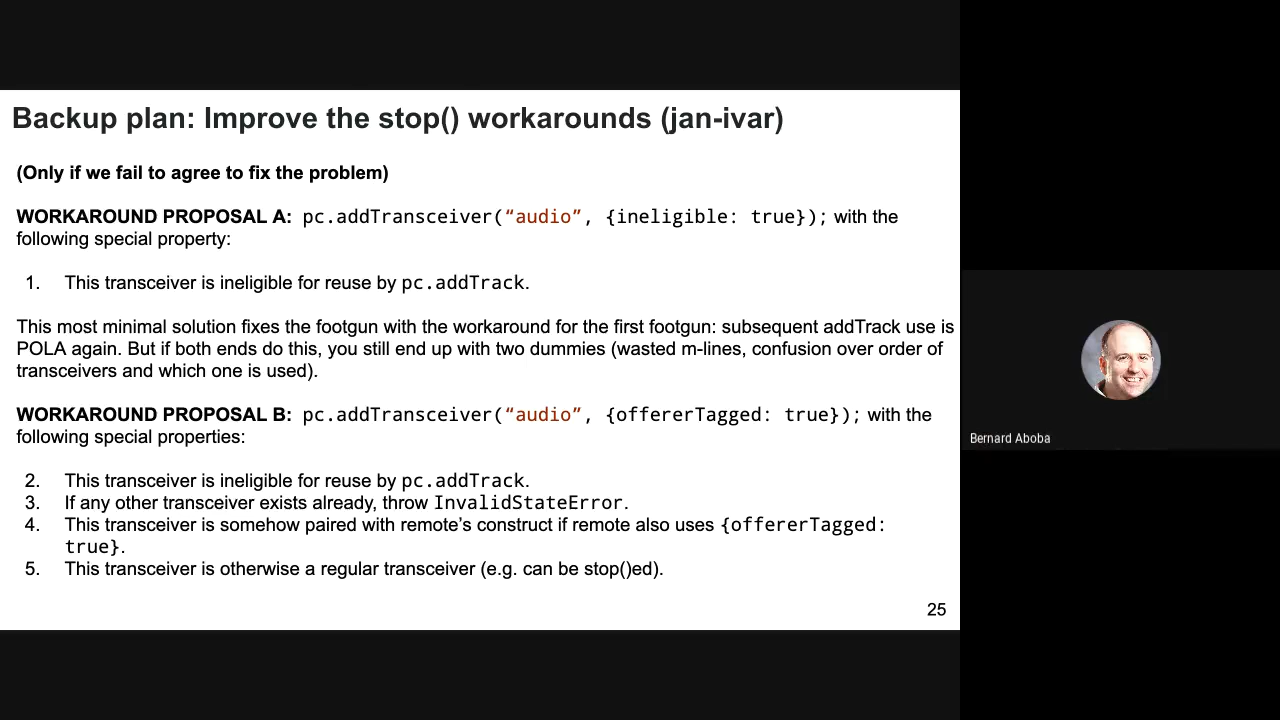 Backup plan: Improve the stop() workarounds (jan-ivar)
(Only if we fail to agree to fix the problem)
WORKAROUND PROPOSAL A: pc.addTransceiver(“audio”, {ineligible: true}); with the
following special property:
1. This transceiver is ineligible for reuse by pc.addTrack.
This most minimal solution fixes the footgun with the workaround for the first footgun: subsequent addTrack use is
POLA again. But if both ends do this, you still end up with two dummies (wasted m-lines, confusion over order of
transceivers and which one is used).
WORKAROUND PROPOSAL B: pc.addTransceiver(“audio”, {offererTagged: true}); with the
following special properties:
2. This transceiver is ineligible for reuse by pc.addTrack.
3. If any other transceiver exists already, throw InvalidStateError.
4. This transceiver is somehow paired with remote’s construct if remote also uses {offererTagged:
true}.
5. This transceiver is otherwise a regular transceiver (e.g. can be stop()ed).
25
Bernard Aboba